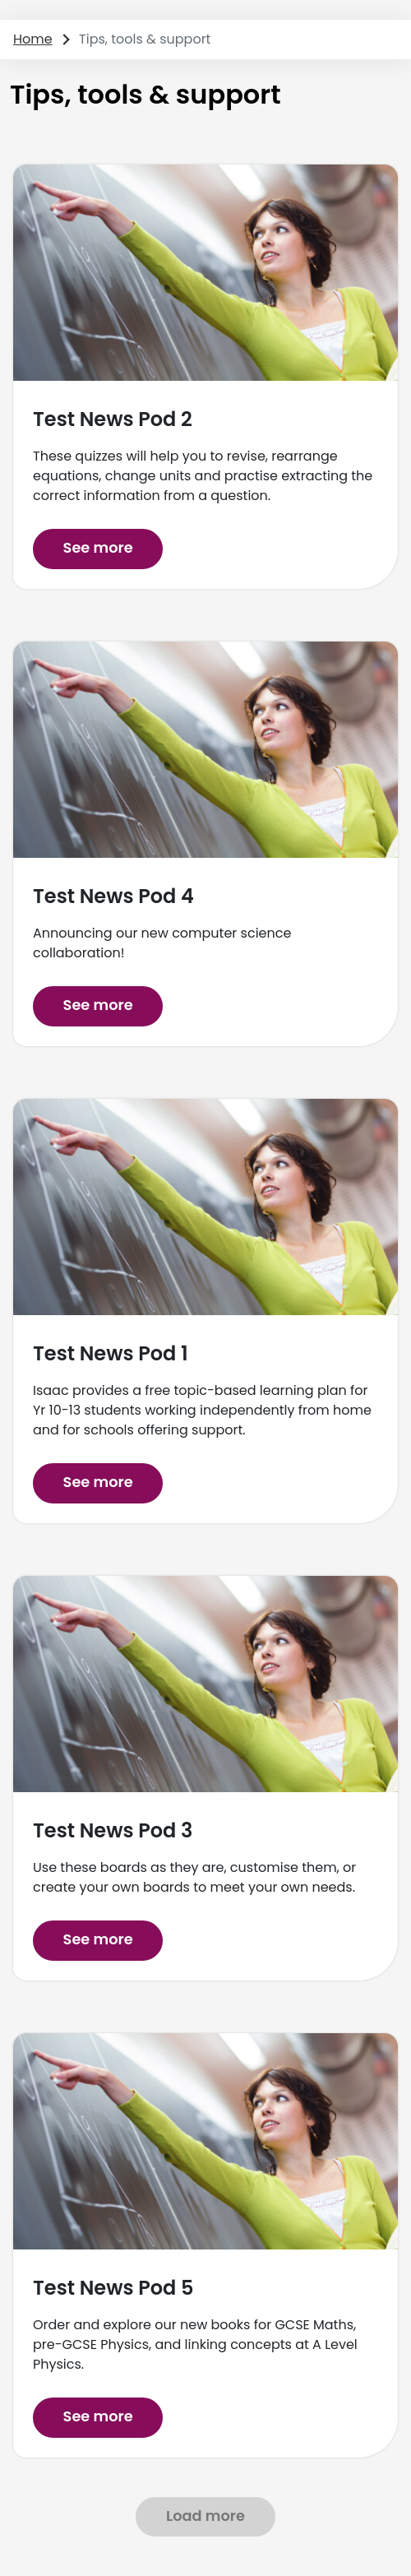 Home > Tips, tools & support
Tips, tools & support
Test News Pod 2
These quizzes will help you to revise, rearrange
equations, change units and practise extracting the
correct information from a question.
See more
Test News Pod 4
Announcing our new computer science
collaboration!
See more
Test News Pod 1
Isaac provides a free topic-based learning plan for
Yr 10-13 students working independently from home
and for schools offering support.
See more
Test News Pod 3
Use these boards as they are, customise them, or
create your own boards to meet your own needs.
See more
Test News Pod 5
Order and explore our new books for GCSE Maths,
pre-GCSE Physics, and linking concepts at A Level
Physics.
See more
Load more